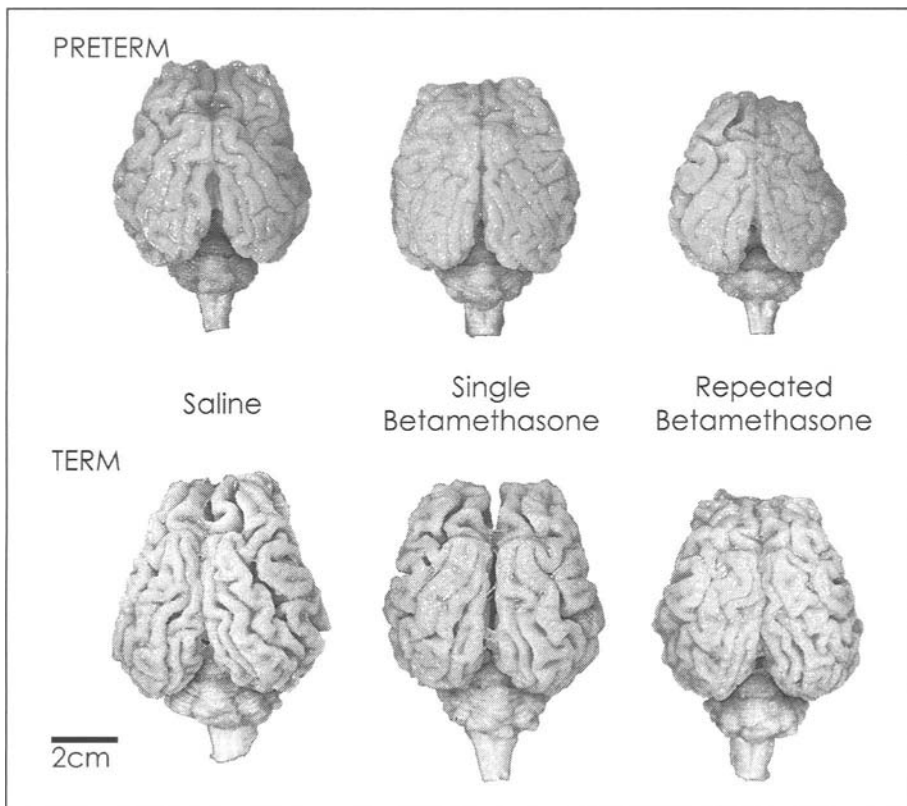 PRETERM
Saline
Single
Betamethasone
Repeated
Betamethasone
TERM
2cm